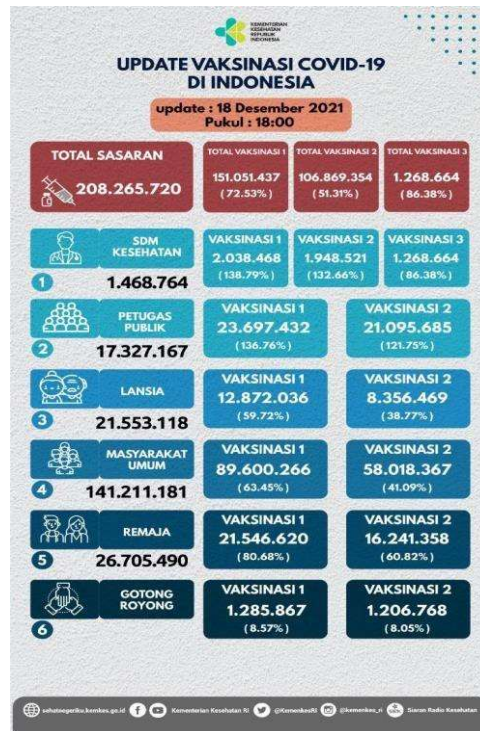 KEMENTERIAN
KESEHATAN
REPUBLIK
INDONESIA
UPDATE VAKSINASI COVID-19
DI INDONESIA
update : 18 Desember 2021
Pukul : 18:00
TOTAL SASARAN
208.265.720
TOTAL VAKSINASI 1
151.051.437
(72.53%)
TOTAL VAKSINASI 2
106.869.354
(51.31%)
TOTAL VAKSINASI 3
1.268.664
(86.38%)
1
SDM
KESEHATAN
1.468.764
VAKSINASI 1
2.038.468
(138.79%)
VAKSINASI 2
1.948.521
(132.66%)
VAKSINASI 3
1.268.664
(86.38%)
2
PETUGAS
PUBLIK
17.327.167
VAKSINASI 1
23.697.432
(136.76%)
VAKSINASI 2
21.095.685
(121.75%)
3
LANSIA
21.553.118
VAKSINASI 1
12.872.036
(59.72%)
VAKSINASI 2
8.356.469
(38.77%)
4
MASYARAKAT
UMUM
141.211.181
VAKSINASI 1
89.600.266
(63.45%)
VAKSINASI 2
58.018.367
(41.09%)
5
REMAJA
26.705.490
VAKSINASI 1
21.546.620
(80.68%)
VAKSINASI 2
16.241.358
(60.82%)
6
GOTONG
ROYONG
VAKSINASI 1
1.285.867
(8.57%)
VAKSINASI 2
1.206.768
(8.05%)
sehatnegeriku.kemkes.go.id Kementerian Kesehatan RI @KemenkesRI @kemenkes_ri Siaran Radio Kesehatan